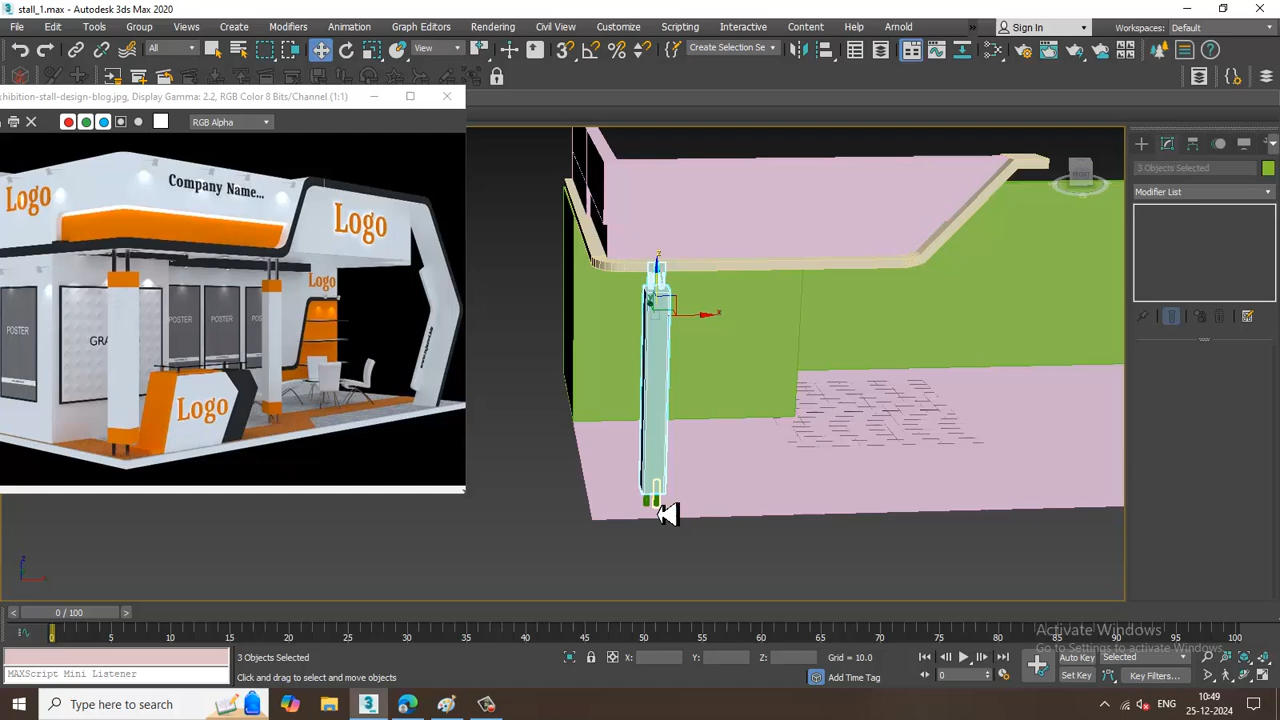 stall_1.max - Autodesk 3ds Max 2020
File Edit Tools Group Views Create Modifiers Animation Graph Editors Rendering Civil View Customize Scripting Interactive Content Arnold
Sign In
Workspaces: Default
All
View
Create Selection Se
hibition-stall-design-blog.jpg, Display Gamma: 2.2, RGB Color 8 Bits/Channel (1:1)
RGB Alpha
Logo
Company Name...
Logo
Logo
POSTER
GRA
POSTER
POSTER
POSTER
Logo
FRONT
3 Objects Selected
Modifier List
z
x
z
x
0 / 100
0 5 10 15 20 25 30 35 40 45 50 55 60 65 70 75 80 85 90 95 100
Activate Windows
Go to Settings to activate Windows.
MAXScript Mini Listener
3 Objects Selected
Click and drag to select and move objects
X: Y: Z: Grid = 10.0
Add Time Tag
0
Auto Key Selected
Set Key Key Filters...
Type here to search
ENG
10:49
25-12-2024